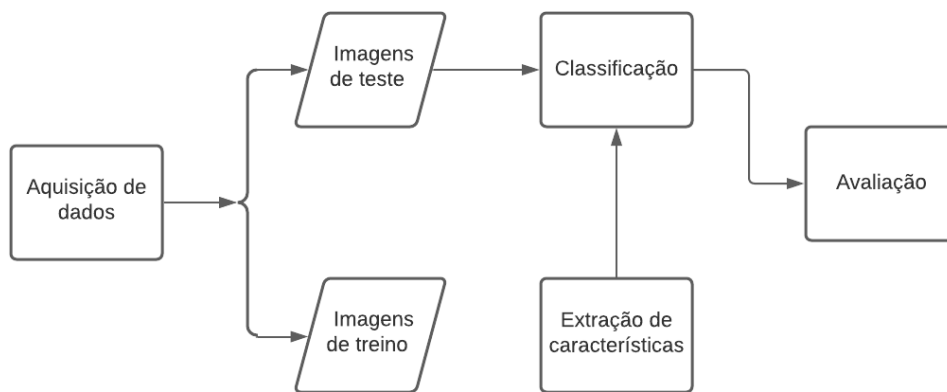 Imagens
de teste
Classificação
Aquisição de
dados
Avaliação
Imagens
de treino
Extração de
características